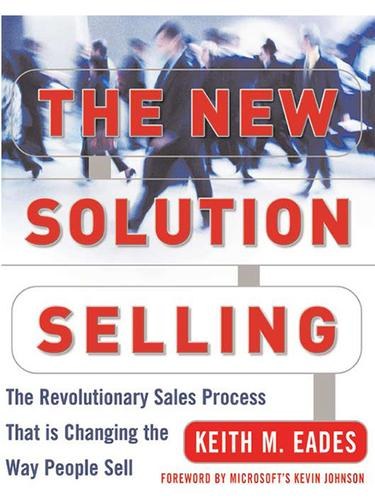 THE NEW
SOLUTION
SELLING
The Revolutionary Sales Process
That is Changing the
Way People Sell
KEITH M. EADES
FOREWORD BY MICROSOFT'S KEVIN JOHNSON